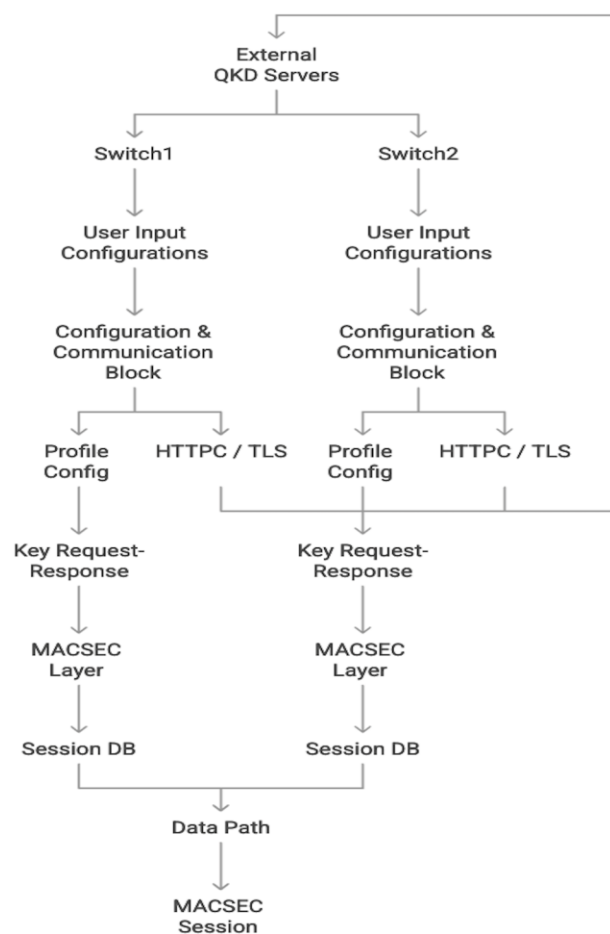 External
QKD Servers
Switch1
Switch2
User Input
Configurations
User Input
Configurations
Configuration &
Communication
Block
Configuration &
Communication
Block
Profile
Config
HTTPC / TLS
Profile
Config
HTTPC / TLS
Key Request-
Response
Key Request-
Response
MACSEC
Layer
MACSEC
Layer
Session DB
Session DB
Data Path
MACSEC
Session